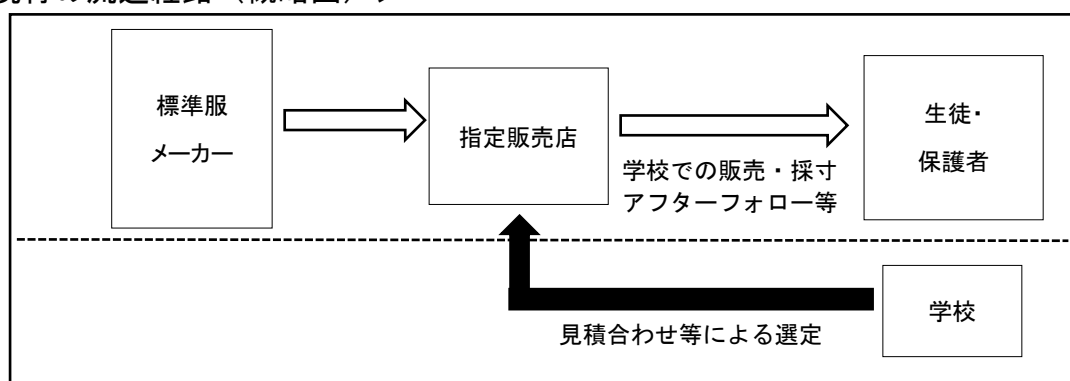 標準服
メーカー
指定販売店
生徒・
保護者
学校での販売・採寸
アフターフォロー等
学校
見積合わせ等による選定